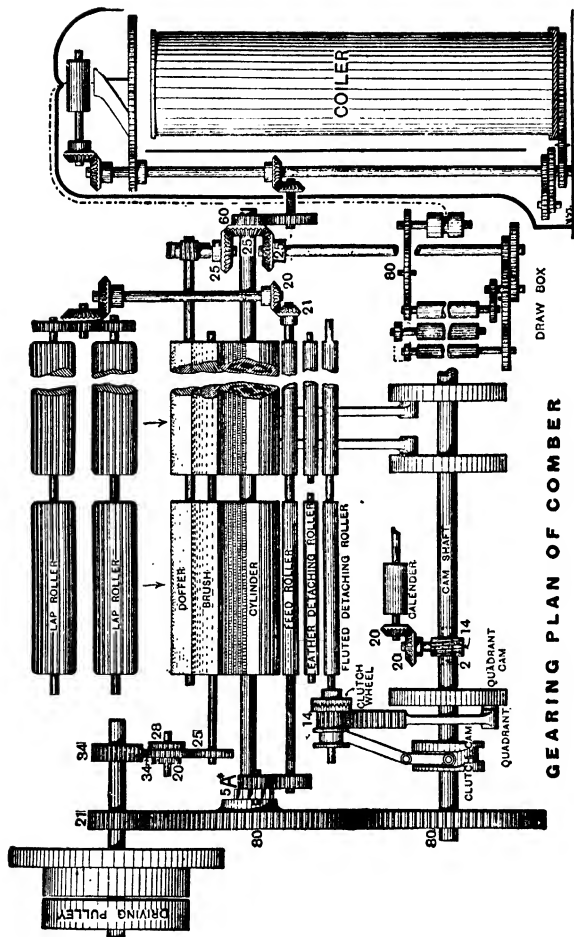 COILER
LAP ROLLER
LAP ROLLER
DOFFER
BRUSH
CYLINDER
FEED ROLLER
LEATHER DETACHING ROLLER
FLUTED DETACHING ROLLER
CALENDER
CAM SHAFT
DRAW BOX
CLUTCH WHEEL
CLUTCH CAM
QUADRANT
QUADRANT CAM
DRIVING PULLEY
21
34
28
34
20
25
5
A
80
80
14
20
20
2
14
25
25
25
60
20
21
80
GEARING PLAN OF COMBER